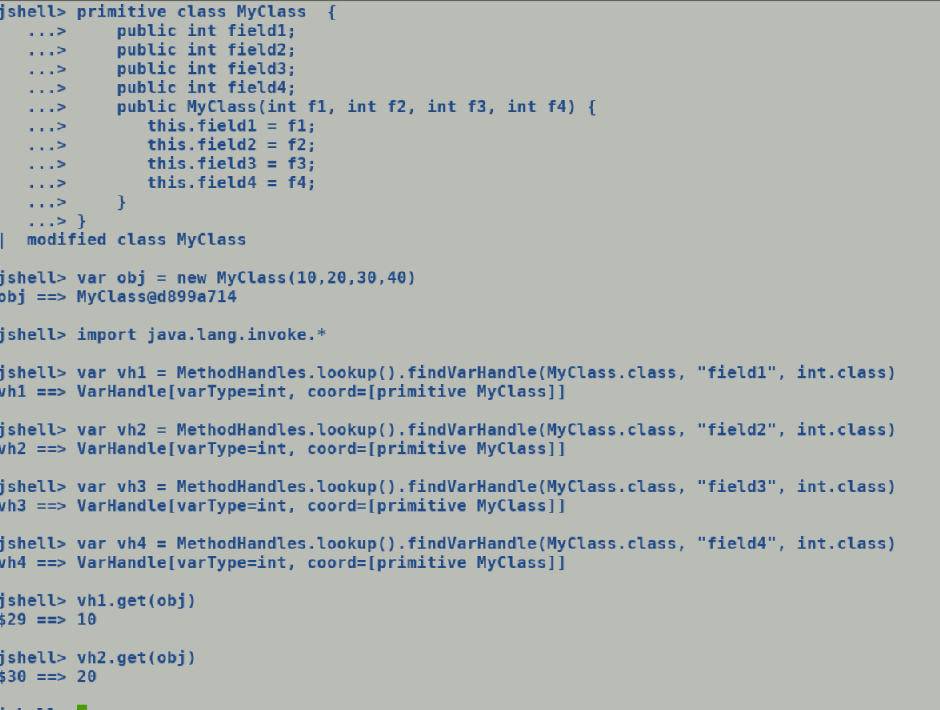 jshell> primitive class MyClass  {
   ...>     public int field1;
   ...>     public int field2;
   ...>     public int field3;
   ...>     public int field4;
   ...>     public MyClass(int f1, int f2, int f3, int f4) {
   ...>        this.field1 = f1;
   ...>        this.field2 = f2;
   ...>        this.field3 = f3;
   ...>        this.field4 = f4;
   ...>     }
   ...> }
|  modified class MyClass
jshell> var obj = new MyClass(10,20,30,40)
obj ==> MyClass@d899a714
jshell> import java.lang.invoke.*
jshell> var vh1 = MethodHandles.lookup().findVarHandle(MyClass.class, "field1", int.class)
vh1 ==> VarHandle[varType=int, coord=[primitive MyClass]]
jshell> var vh2 = MethodHandles.lookup().findVarHandle(MyClass.class, "field2", int.class)
vh2 ==> VarHandle[varType=int, coord=[primitive MyClass]]
jshell> var vh3 = MethodHandles.lookup().findVarHandle(MyClass.class, "field3", int.class)
vh3 ==> VarHandle[varType=int, coord=[primitive MyClass]]
jshell> var vh4 = MethodHandles.lookup().findVarHandle(MyClass.class, "field4", int.class)
vh4 ==> VarHandle[varType=int, coord=[primitive MyClass]]
jshell> vh1.get(obj)
$29 ==> 10
jshell> vh2.get(obj)
$30 ==> 20